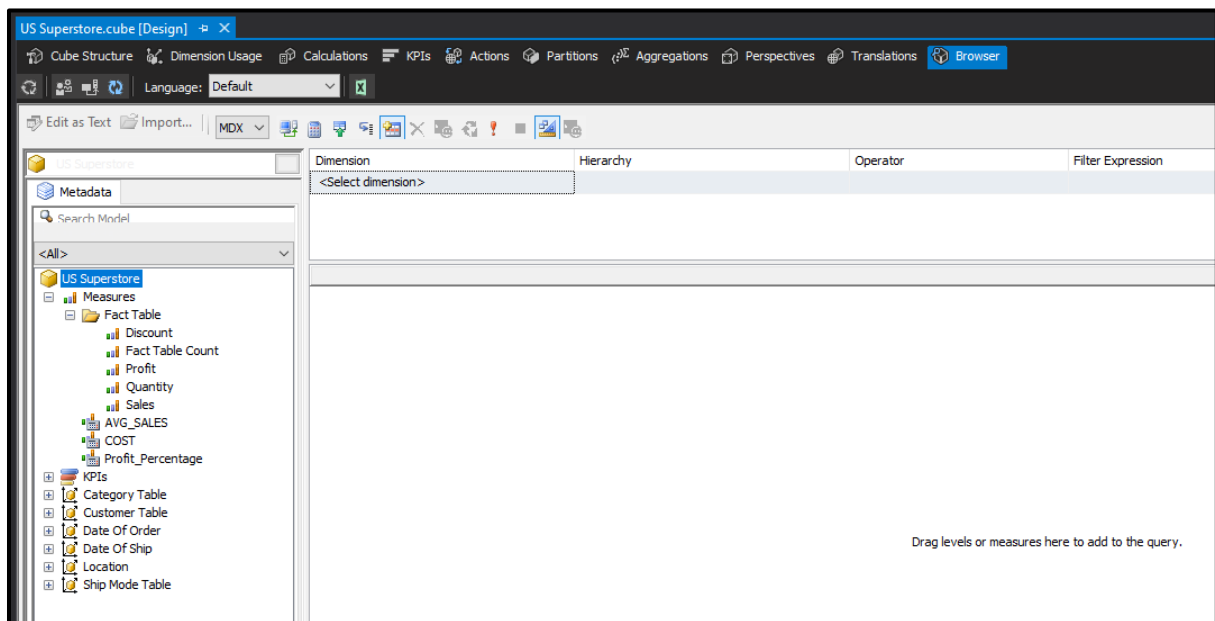 US Superstore.cube [Design]
Cube Structure Dimension Usage Calculations KPIs Actions Partitions Aggregations Perspectives Translations Browser
Language: Default
Edit as Text Import... MDX
US Superstore
Dimension Hierarchy Operator Filter Expression
<Select dimension>
Metadata
Search Model
<All>
US Superstore
Measures
Fact Table
Discount
Fact Table Count
Profit
Quantity
Sales
AVG_SALES
COST
Profit_Percentage
KPIs
Category Table
Customer Table
Date Of Order
Date Of Ship
Location
Ship Mode Table
Drag levels or measures here to add to the query.